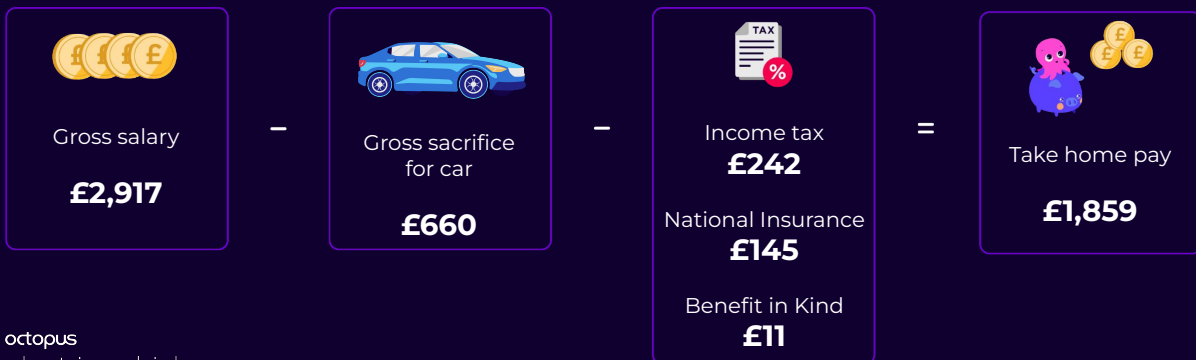 Gross salary
£2,917
-
Gross sacrifice
for car
£660
-
TAX
%
Income tax
£242
National Insurance
£145
Benefit in Kind
£11
=
Take home pay
£1,859
octopus